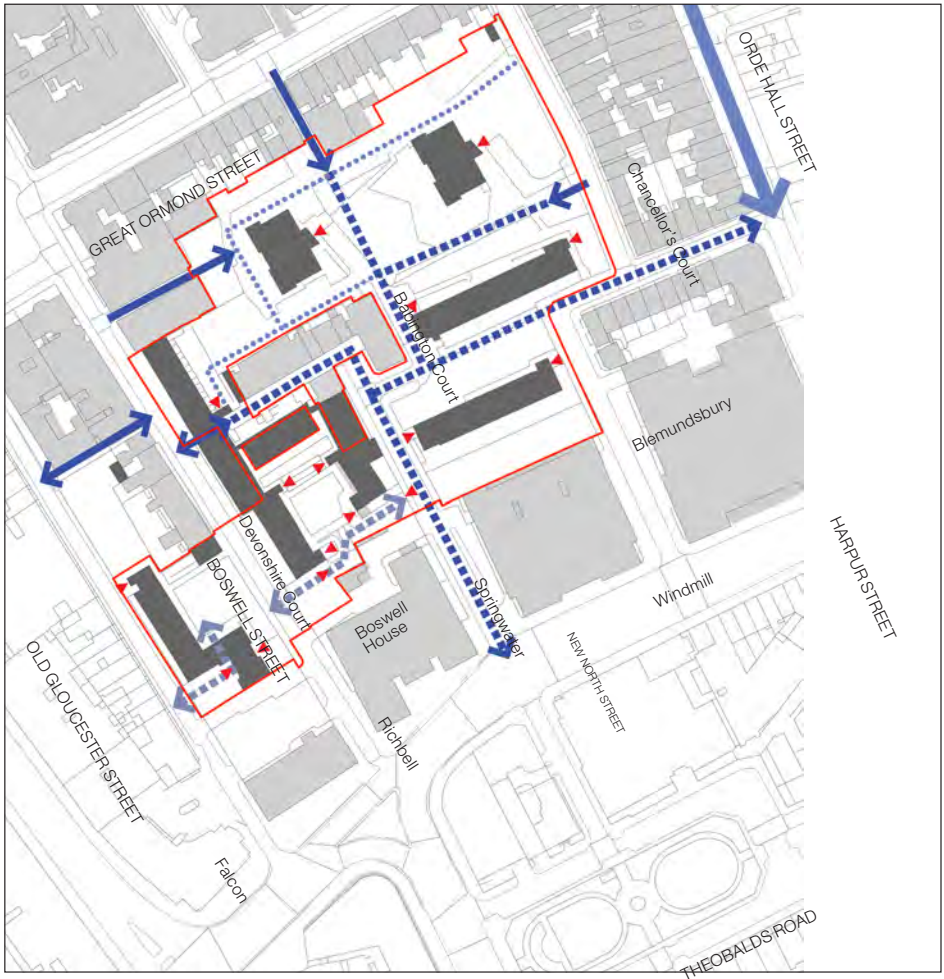 ORDE HALL STREET
GREAT ORMOND STREET
Chancellor's Court
Babington Court
Blemundsbury
HARPUR STREET
Devonshire Court
BOSWELL STREET
Boswell
House
Springwater
Windmill
NEW NORTH STREET
OLD GLOUCESTER STREET
Richbell
Falcon
THEOBALDS ROAD